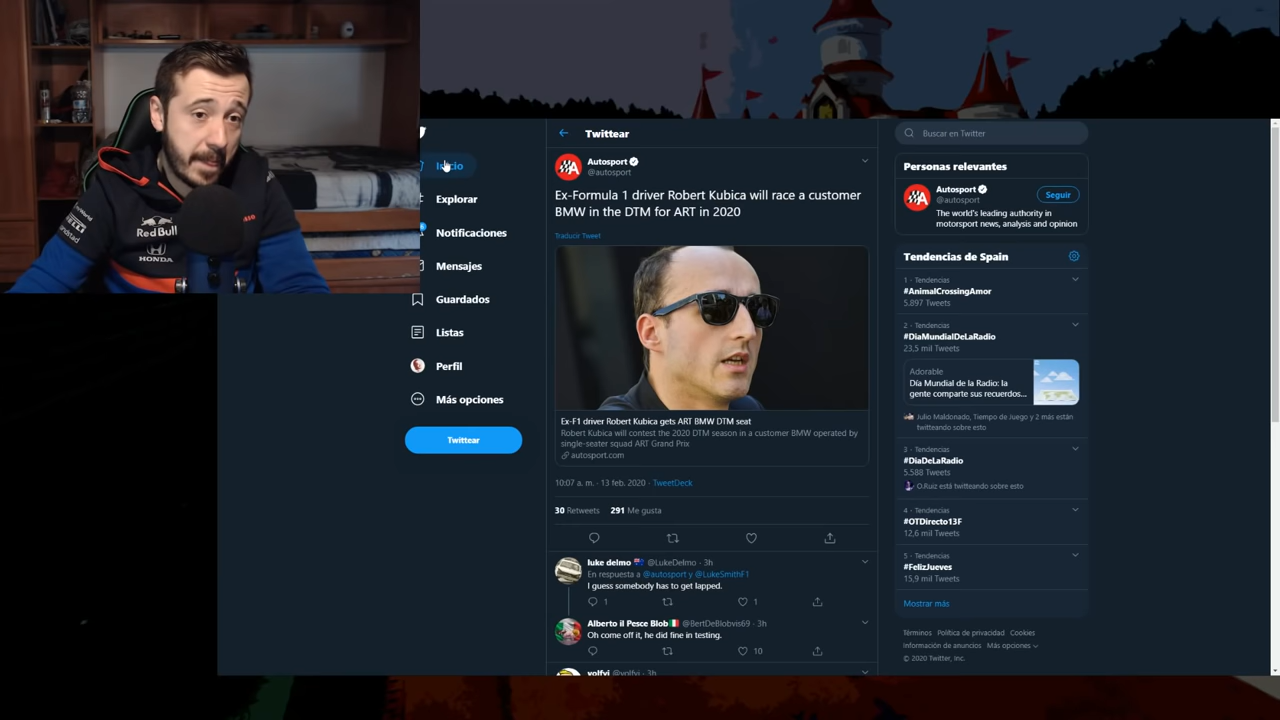 Red Bull
HONDA
Inicio
Explorar
Notificaciones
Mensajes
Guardados
Listas
Perfil
Más opciones
Twittear
Twittear
Autosport
@autosport
Ex-Formula 1 driver Robert Kubica will race a customer
BMW in the DTM for ART in 2020
Traducir Tweet
Ex-F1 driver Robert Kubica gets ART BMW DTM seat
Robert Kubica will contest the 2020 DTM season in a customer BMW operated by
single-seater squad ART Grand Prix
autosport.com
10:07 a. m. · 13 feb. 2020 · TweetDeck
30 Retweets 291 Me gusta
luke delmo @LukeDelmo · 3h
En respuesta a @autosport y @LukeSmithF1
I guess somebody has to get lapped.
1 1
Alberto il Pesce Blob @BertDeBlobvis69 · 3h
Oh come off it, he did fine in testing.
10
volfyi @volfyi · 3h
Buscar en Twitter
Personas relevantes
Autosport
@autosport
Seguir
The world's leading authority in
motorsport news, analysis and opinion
Tendencias de Spain
1 · Tendencias
#AnimalCrossingAmor
5.897 Tweets
2 · Tendencias
#DiaMundialDeLaRadio
23,5 mil Tweets
Adorable
Día Mundial de la Radio: la
gente comparte sus recuerdos...
Julio Maldonado, Tiempo de Juego y 2 más están
twitteando sobre esto
3 · Tendencias
#DiaDeLaRadio
5.588 Tweets
O.Ruiz está twitteando sobre esto
4 · Tendencias
#OTDirecto13F
12,6 mil Tweets
5 · Tendencias
#FelizJueves
15,9 mil Tweets
Mostrar más
Términos Política de privacidad Cookies
Información de anuncios Más opciones
© 2020 Twitter, Inc.